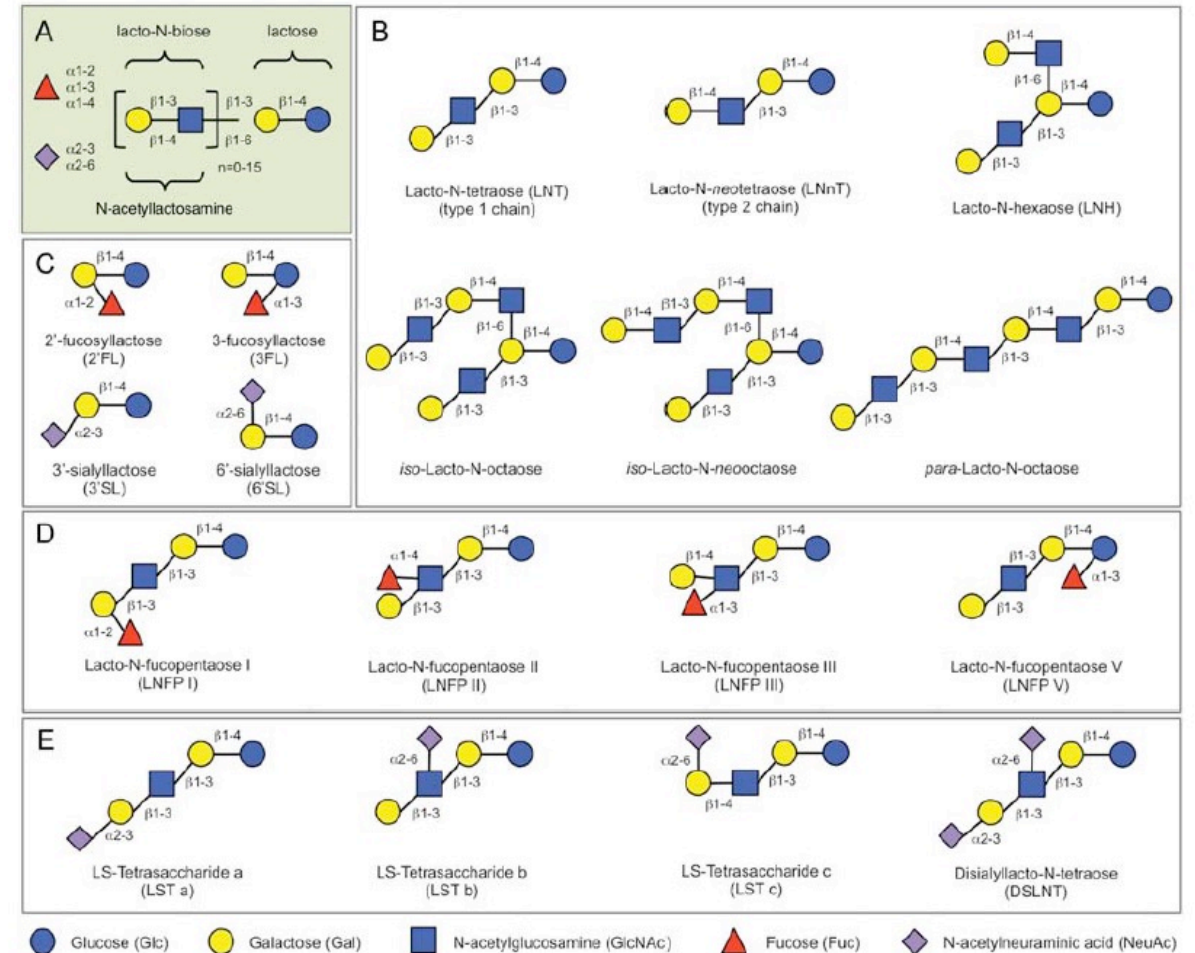 A
lacto-N-biose
lactose
α1-2
α1-3
α1-4
β1-3
β1-3
β1-4
β1-4
β1-6
α2-3
α2-6
n=0-15
N-acetyllactosamine
B
β1-4
β1-3
β1-3
Lacto-N-tetraose (LNT)
(type 1 chain)
β1-4
β1-4
β1-3
Lacto-N-neotetraose (LNnT)
(type 2 chain)
β1-4
β1-6
β1-4
β1-3
β1-3
Lacto-N-hexaose (LNH)
β1-4
β1-3
β1-6
β1-4
β1-3
β1-3
β1-3
iso-Lacto-N-octaose
β1-4
β1-3
β1-4
β1-6
β1-4
β1-3
β1-3
iso-Lacto-N-neooctaose
β1-4
β1-4
β1-3
β1-4
β1-3
β1-3
β1-3
para-Lacto-N-octaose
C
β1-4
α1-2
2'-fucosyllactose
(2'FL)
β1-4
α1-3
3-fucosyllactose
(3FL)
β1-4
α2-3
3'-sialyllactose
(3'SL)
α2-6
β1-4
6'-sialyllactose
(6'SL)
D
β1-4
β1-3
β1-3
α1-2
Lacto-N-fucopentaose I
(LNFP I)
β1-4
α1-4
β1-3
β1-3
Lacto-N-fucopentaose II
(LNFP II)
β1-4
β1-4
β1-3
α1-3
Lacto-N-fucopentaose III
(LNFP III)
β1-4
β1-3
α1-3
β1-3
Lacto-N-fucopentaose V
(LNFP V)
E
β1-4
β1-3
β1-3
α2-3
LS-Tetrasaccharide a
(LST a)
β1-4
α2-6
β1-3
β1-3
LS-Tetrasaccharide b
(LST b)
β1-4
α2-6
β1-3
β1-4
LS-Tetrasaccharide c
(LST c)
β1-4
α2-6
β1-3
β1-3
α2-3
Disialyllacto-N-tetraose
(DSLNT)
Glucose (Glc)
Galactose (Gal)
N-acetylglucosamine (GlcNAc)
Fucose (Fuc)
N-acetylneuraminic acid (NeuAc)